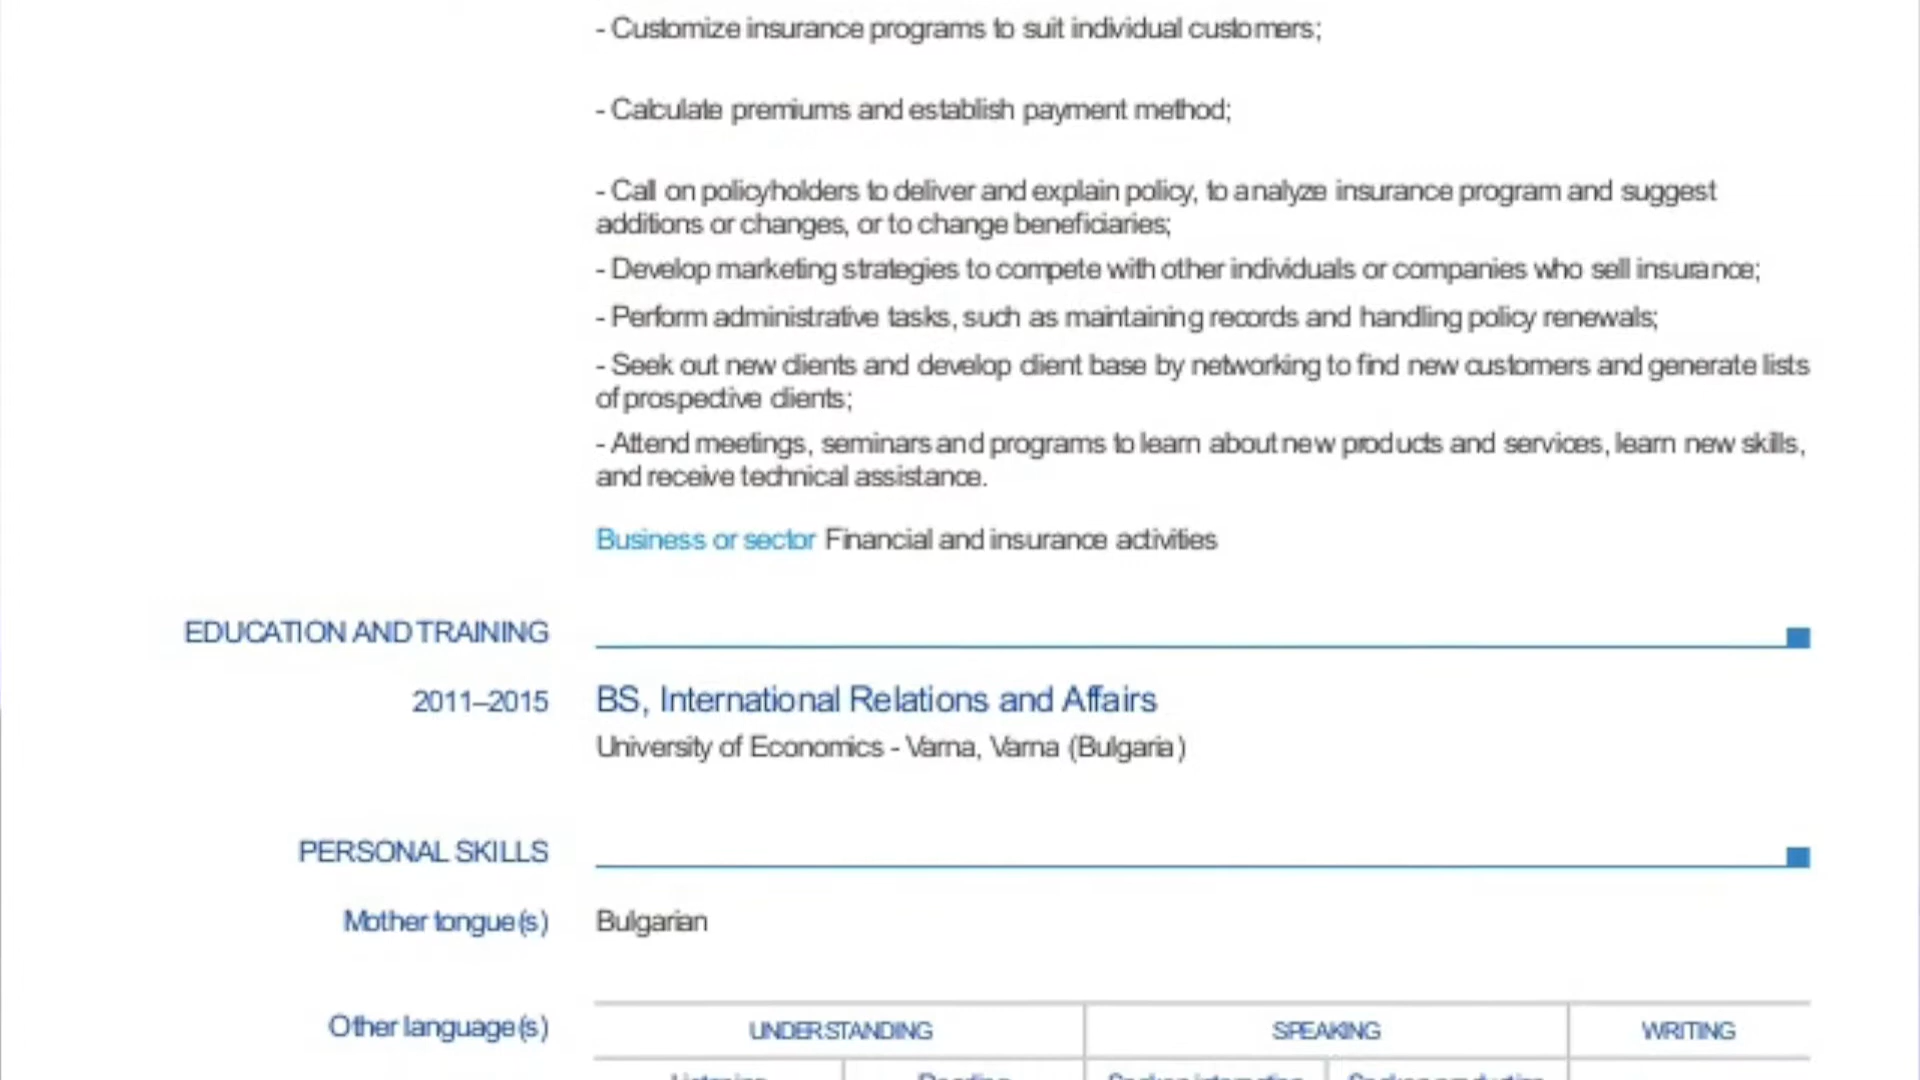 - Customize insurance programs to suit individual customers;
- Calculate premiums and establish payment method;
- Call on policyholders to deliver and explain policy, to analyze insurance program and suggest
additions or changes, or to change beneficiaries;
- Develop marketing strategies to compete with other individuals or companies who sell insurance;
- Perform administrative tasks, such as maintaining records and handling policy renewals;
- Seek out new clients and develop client base by networking to find new customers and generate lists
of prospective clients;
- Attend meetings, seminars and programs to learn about new products and services, learn new skills,
and receive technical assistance.
Business or sector Financial and insurance activities
EDUCATION AND TRAINING
2011–2015 BS, International Relations and Affairs
University of Economics - Varna, Varna (Bulgaria)
PERSONAL SKILLS
Mother tongue(s) Bulgarian
Other language(s) UNDERSTANDING SPEAKING WRITING
Listening Reading Spoken interaction Spoken production